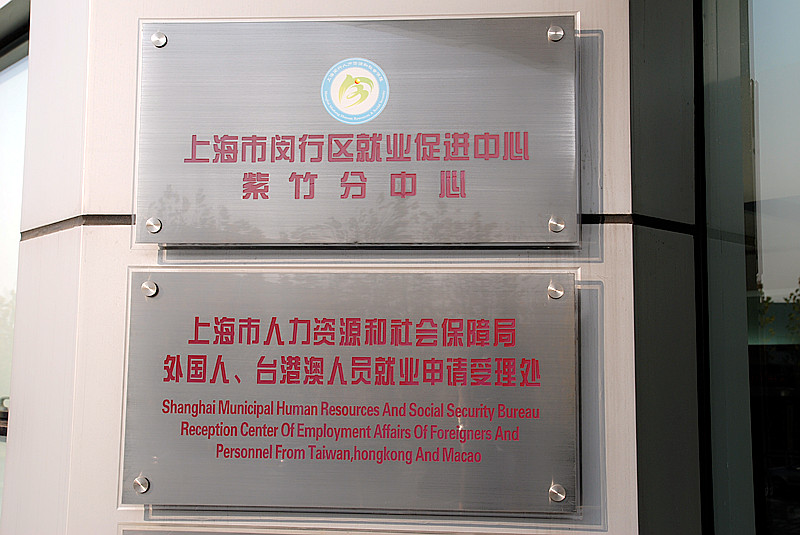 上海市闵行区就业促进中心
紫竹分中心
上海市人力资源和社会保障局
外国人、台港澳人员就业申请受理处
Shanghai Municipal Human Resources And Social Security Bureau
Reception Center Of Employment Affairs Of Foreigners And
Personnel From Taiwan,hongkong And Macao